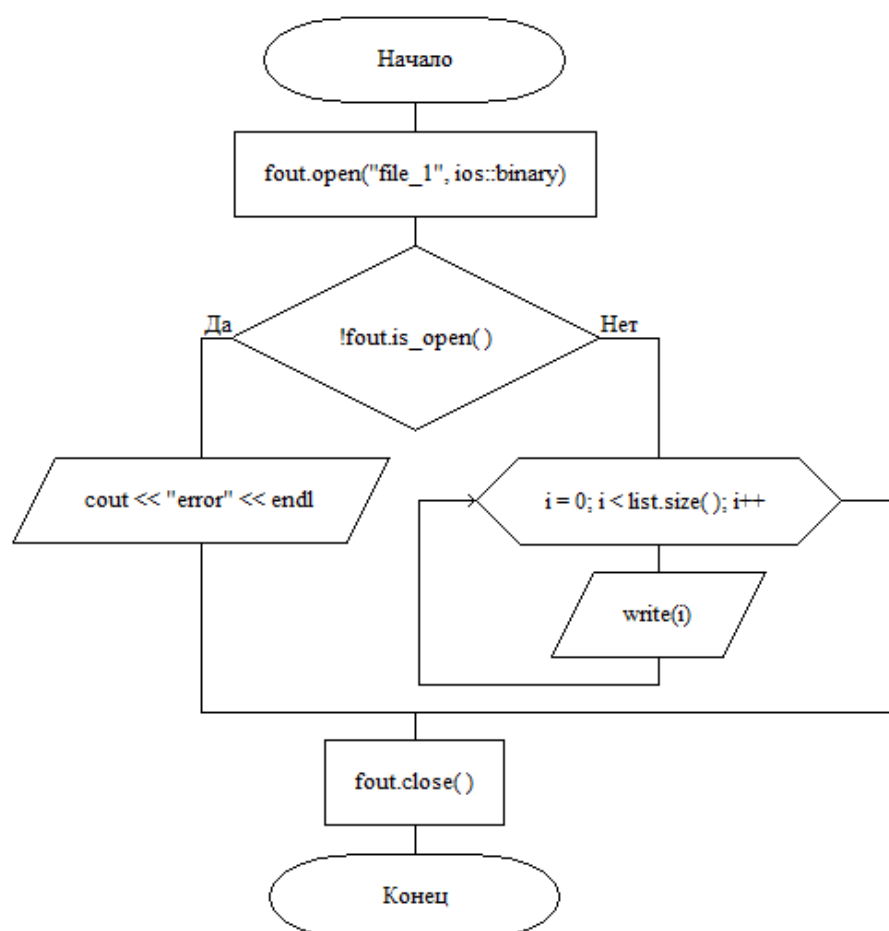 Начало
fout.open("file_1", ios::binary)
Да
!fout.is_open( )
Нет
cout << "error" << endl
i = 0; i < list.size( ); i++
write(i)
fout.close( )
Конец